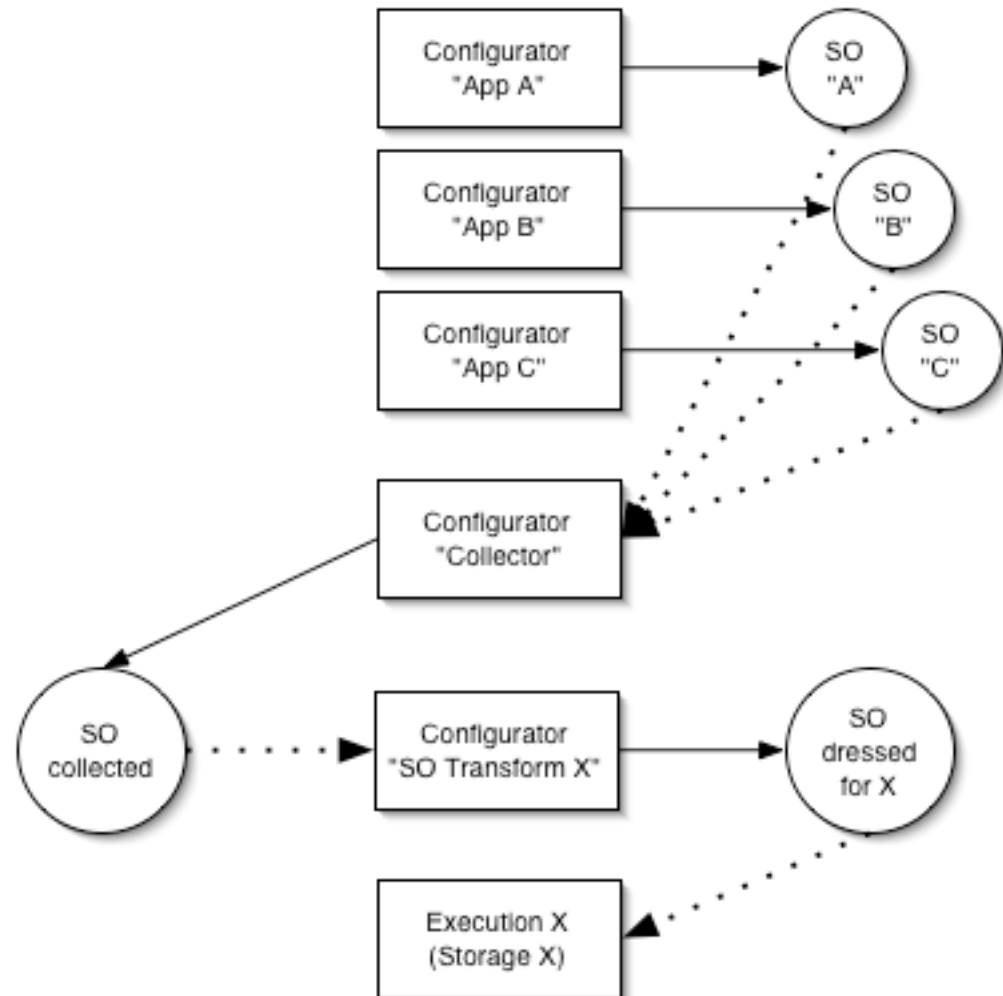 Configurator
"App A"
SO
"A"
Configurator
"App B"
SO
"B"
Configurator
"App C"
SO
"C"
Configurator
"Collector"
SO
collected
Configurator
"SO Transform X"
SO
dressed
for X
Execution X
(Storage X)